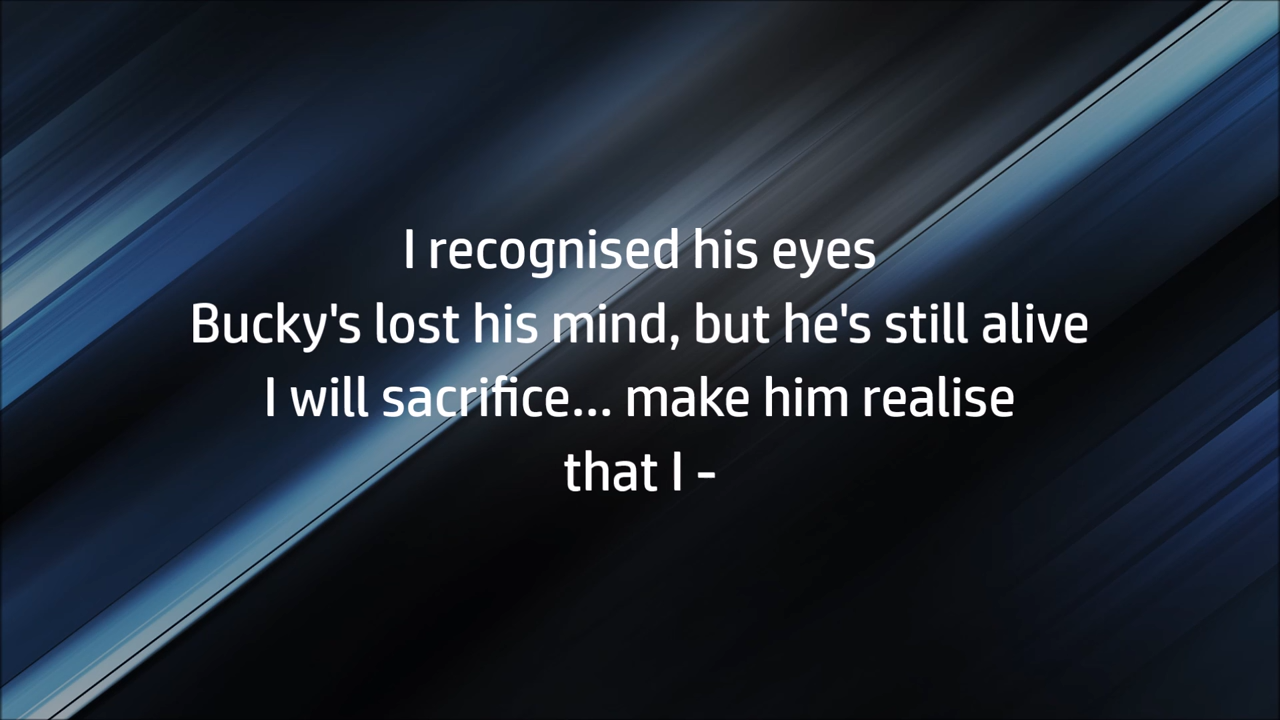 I recognised his eyes
Bucky's lost his mind, but he's still alive
I will sacrifice... make him realise
that I -